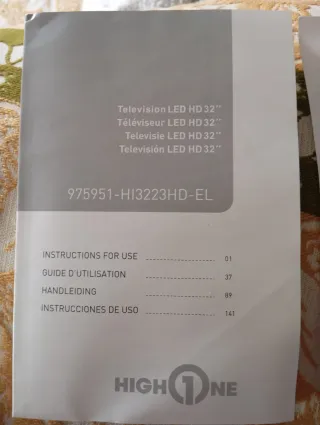 Television LED HD 32''
Téléviseur LED HD 32''
Televisie LED HD 32''
Televisión LED HD 32''
975951-HI3223HD-EL
INSTRUCTIONS FOR USE ........................ 01
GUIDE D'UTILISATION ........................ 37
HANDLEIDING ........................ 89
INSTRUCCIONES DE USO ........................ 141
HIGH 1 ONE